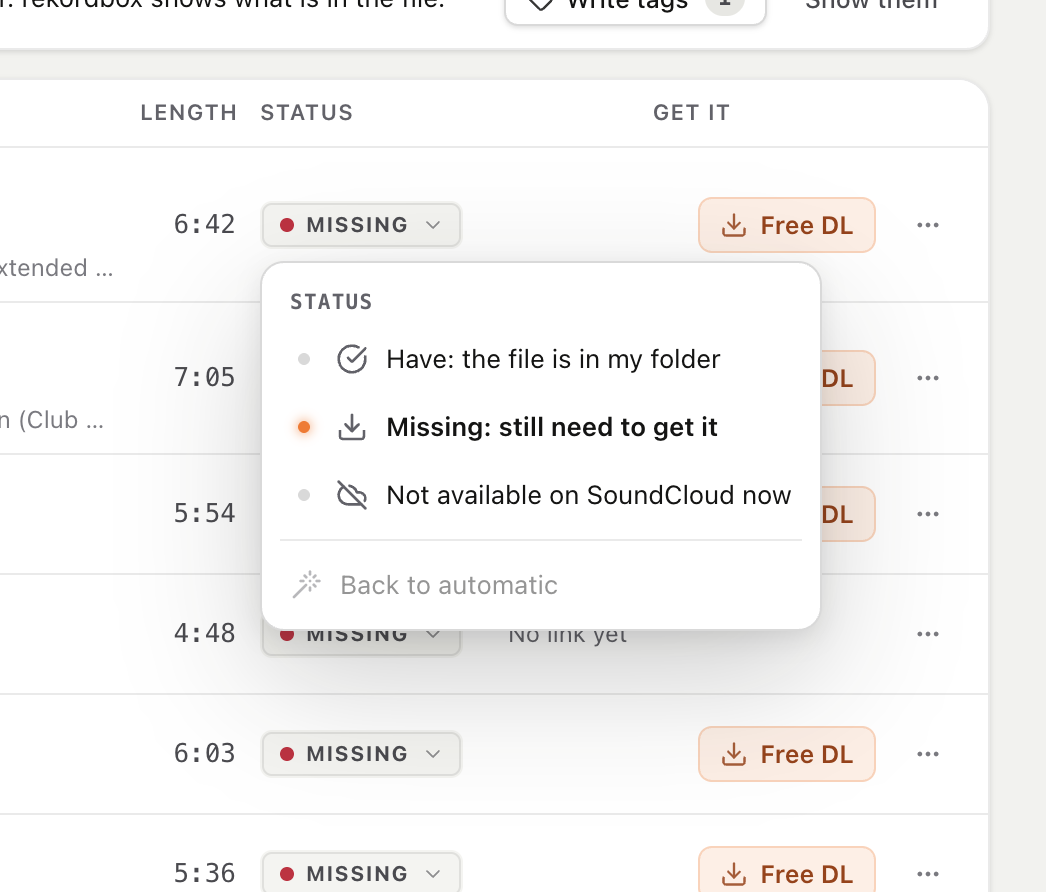 r: rekordbox shows what is in the file.
Write tags 1
Show them
LENGTH STATUS GET IT
6:42 MISSING Free DL
xtended ...
STATUS
Have: the file is in my folder
7:05 DL
Missing: still need to get it
n (Club ...
Not available on SoundCloud now
5:54 DL
Back to automatic
4:48 MISSING No link yet
6:03 MISSING Free DL
5:36 MISSING Free DL